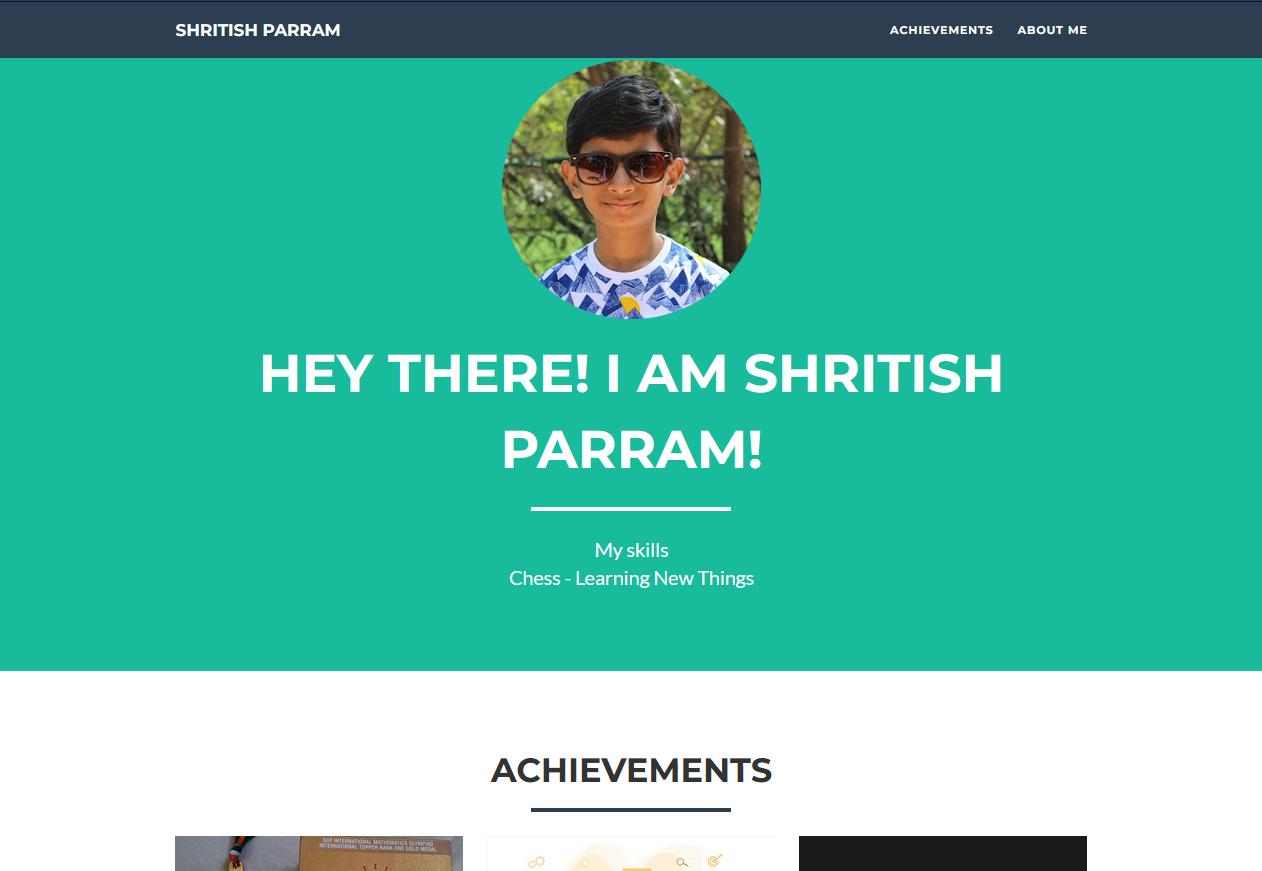 SHRITISH PARRAM
ACHIEVEMENTS ABOUT ME
HEY THERE! I AM SHRITISH
PARRAM!
My skills
Chess - Learning New Things
ACHIEVEMENTS
SOF INTERNATIONAL MATHEMATICS OLYMPIAD
INTERNATIONAL TOPPER RANK-ONE GOLD MEDAL